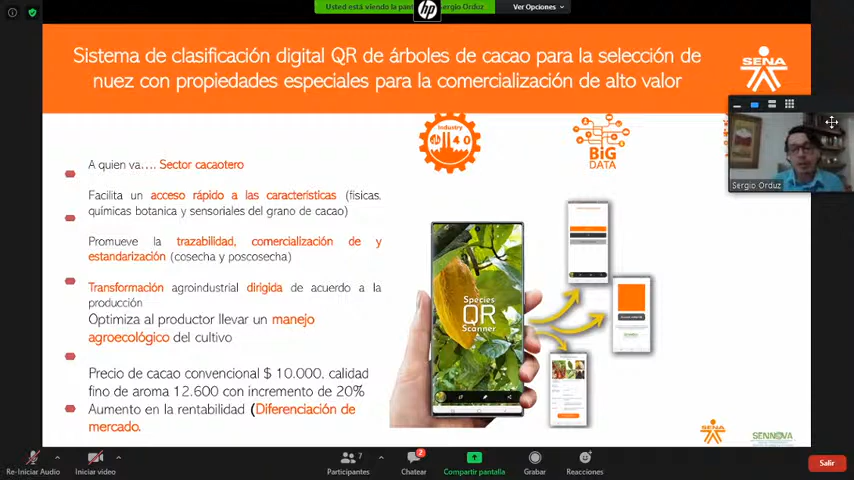 Usted está viendo la pant
Sergio Orduz
Ver Opciones
hp
Sistema de clasificación digital QR de árboles de cacao para la selección de
nuez con propiedades especiales para la comercialización de alto valor
SENA
Industry
4.0
BiG
DATA
Sergio Orduz
A quien va.... Sector cacaotero
Facilita un acceso rápido a las características (físicas,
químicas botanica y sensoriales del grano de cacao)
Promueve la trazabilidad, comercialización de y
estandarización (cosecha y poscosecha)
Transformación agroindustrial dirigida de acuerdo a la
producción
Optimiza al productor llevar un manejo
agroecológico del cultivo
Precio de cacao convencional $ 10.000, calidad
fino de aroma 12.600 con incremento de 20%
Aumento en la rentabilidad (Diferenciación de
mercado.
Species
QR
Scanner
SENA
SENNOVA
Re-Iniciar Audio
Iniciar video
Participantes
7
Chatear
2
Compartir pantalla
Grabar
Reacciones
Salir